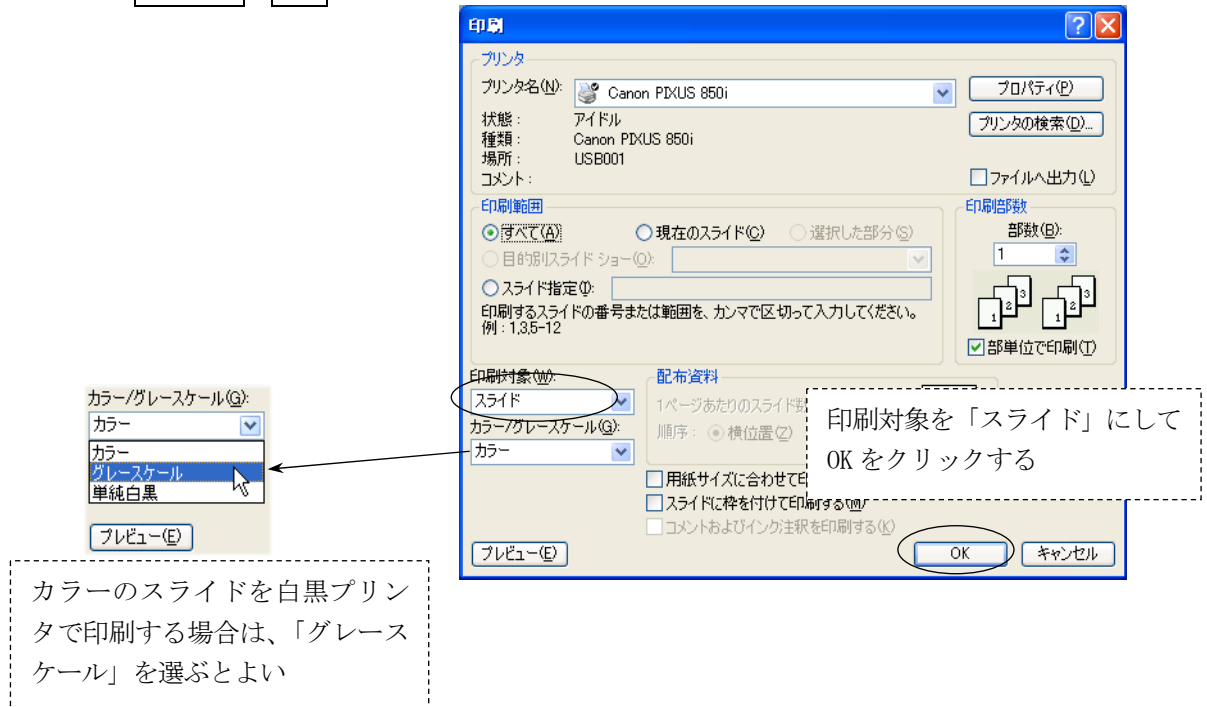 印刷
プリンタ
プリンタ名(N):
Canon PIXUS 850i
プロパティ(P)
状態：
アイドル
プリンタの検索(D)...
種類：
Canon PIXUS 850i
場所：
USB001
コメント：
ファイルへ出力(L)
印刷範囲
すべて(A)
現在のスライド(C)
選択した部分(S)
目的別スライド ショー(O):
スライド指定(I):
印刷するスライドの番号または範囲を、カンマで区切って入力してください。
例：1,3,5-12
印刷部数
部数(B):
1
1
2
3
1
2
3
部単位で印刷(T)
印刷対象(W):
スライド
カラー/グレースケール(G):
カラー
配布資料
1ページあたりのスライド数
順序：
横位置(Z)
用紙サイズに合わせて
スライドに枠を付けて印刷する(M)
コメントおよびインク注釈を印刷する(K)
プレビュー(E)
OK
キャンセル
印刷対象を「スライド」にして
OK をクリックする
カラー/グレースケール(G):
カラー
カラー
グレースケール
単純白黒
プレビュー(E)
カラーのスライドを白黒プリン
タで印刷する場合は、「グレース
ケール」を選ぶとよい